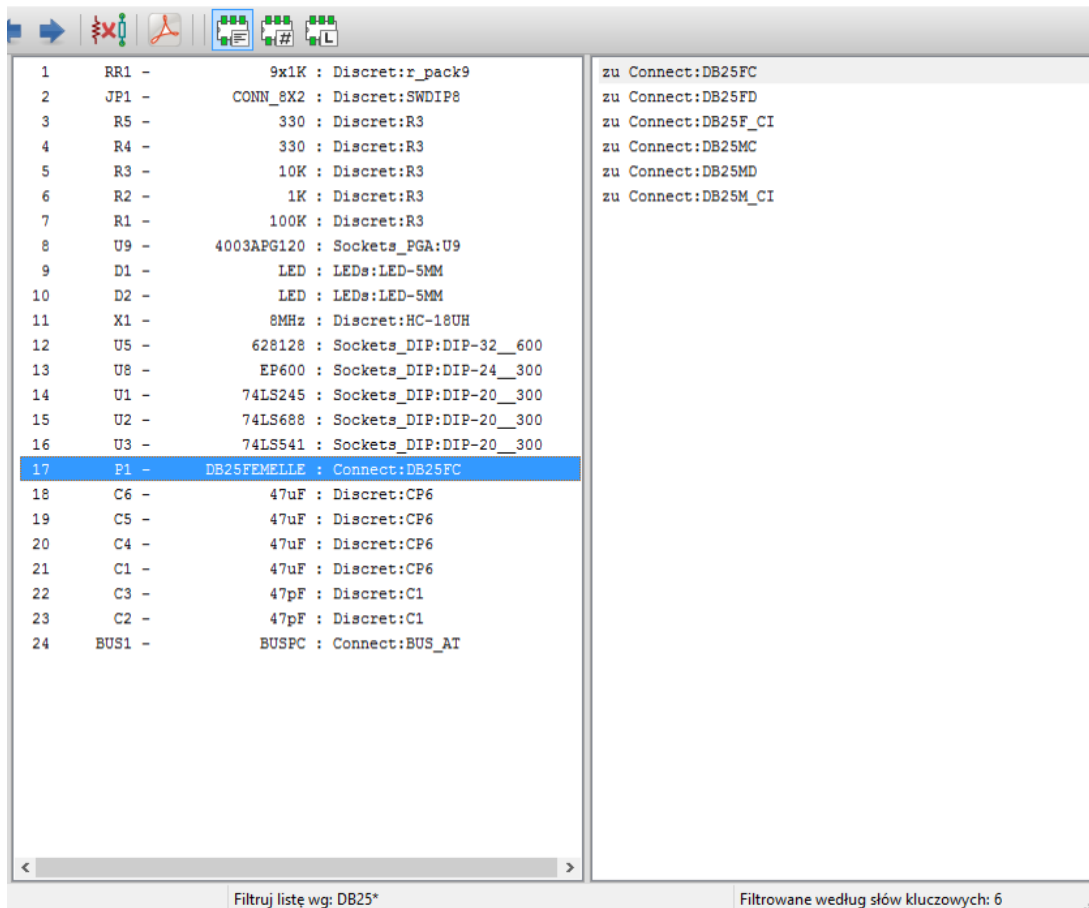 1 RR1 - 9x1K : Discret:r_pack9
2 JP1 - CONN_8X2 : Discret:SWDIP8
3 R5 - 330 : Discret:R3
4 R4 - 330 : Discret:R3
5 R3 - 10K : Discret:R3
6 R2 - 1K : Discret:R3
7 R1 - 100K : Discret:R3
8 U9 - 4003APG120 : Sockets_PGA:U9
9 D1 - LED : LEDs:LED-5MM
10 D2 - LED : LEDs:LED-5MM
11 X1 - 8MHz : Discret:HC-18UH
12 U5 - 628128 : Sockets_DIP:DIP-32__600
13 U8 - EP600 : Sockets_DIP:DIP-24__300
14 U1 - 74LS245 : Sockets_DIP:DIP-20__300
15 U2 - 74LS688 : Sockets_DIP:DIP-20__300
16 U3 - 74LS541 : Sockets_DIP:DIP-20__300
17 P1 - DB25FEMELLE : Connect:DB25FC
18 C6 - 47uF : Discret:CP6
19 C5 - 47uF : Discret:CP6
20 C4 - 47uF : Discret:CP6
21 C1 - 47uF : Discret:CP6
22 C3 - 47pF : Discret:C1
23 C2 - 47pF : Discret:C1
24 BUS1 - BUSPC : Connect:BUS_AT
zu Connect:DB25FC
zu Connect:DB25FD
zu Connect:DB25F_CI
zu Connect:DB25MC
zu Connect:DB25MD
zu Connect:DB25M_CI
Filtruj listę wg: DB25*
Filtrowane według słów kluczowych: 6